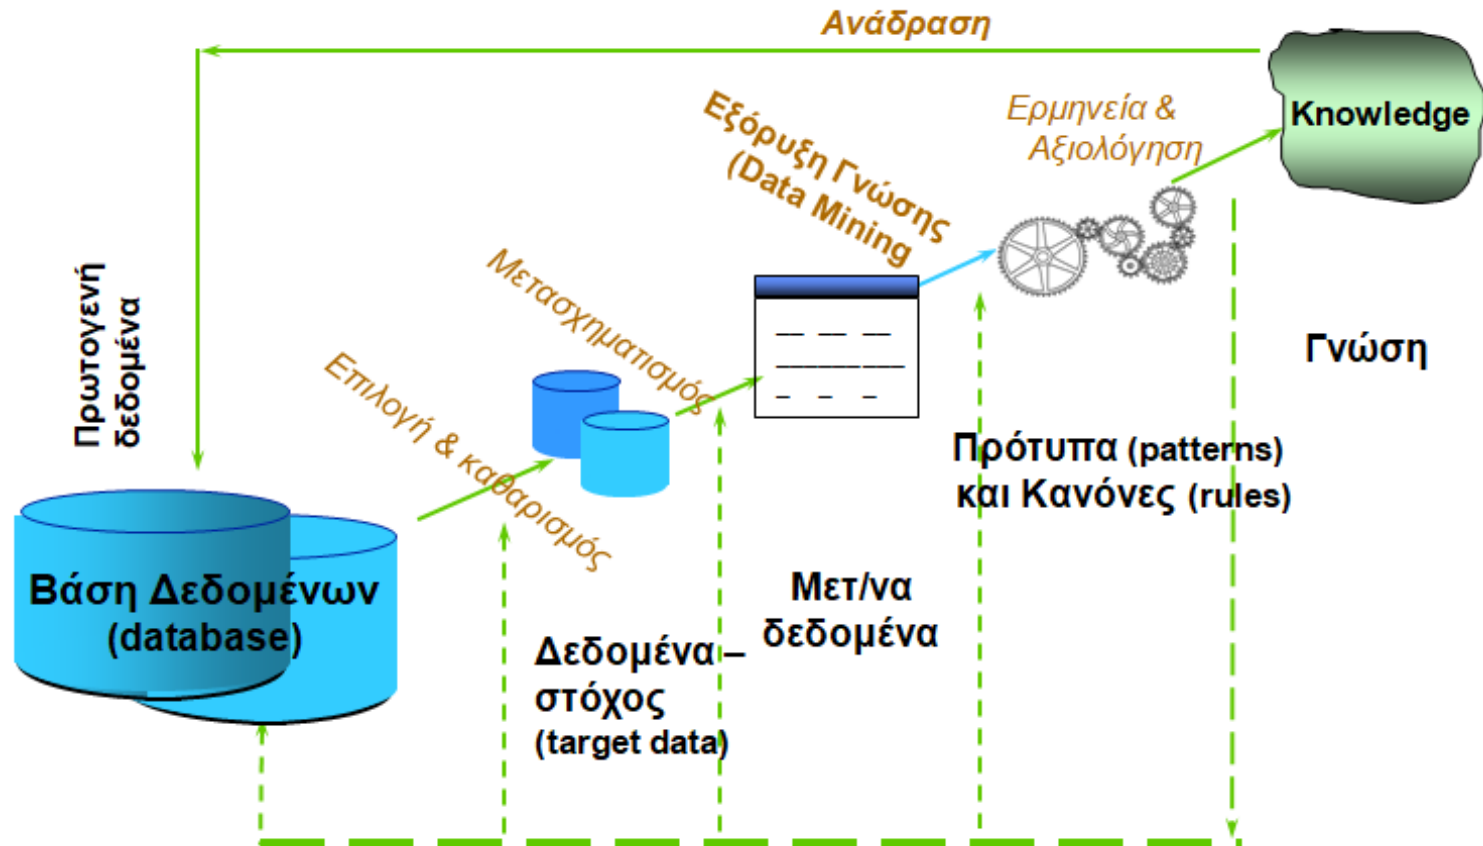 Ανάδραση
Knowledge
Ερμηνεία &
Αξιολόγηση
Εξόρυξη Γνώσης
(Data Mining
Μετασχηματισμός
Επιλογή & καθαρισμός
Πρωτογενή
δεδομένα
Γνώση
Πρότυπα (patterns)
και Κανόνες (rules)
Μετ/να
δεδομένα
Δεδομένα –
στόχος
(target data)
Βάση Δεδομένων
(database)